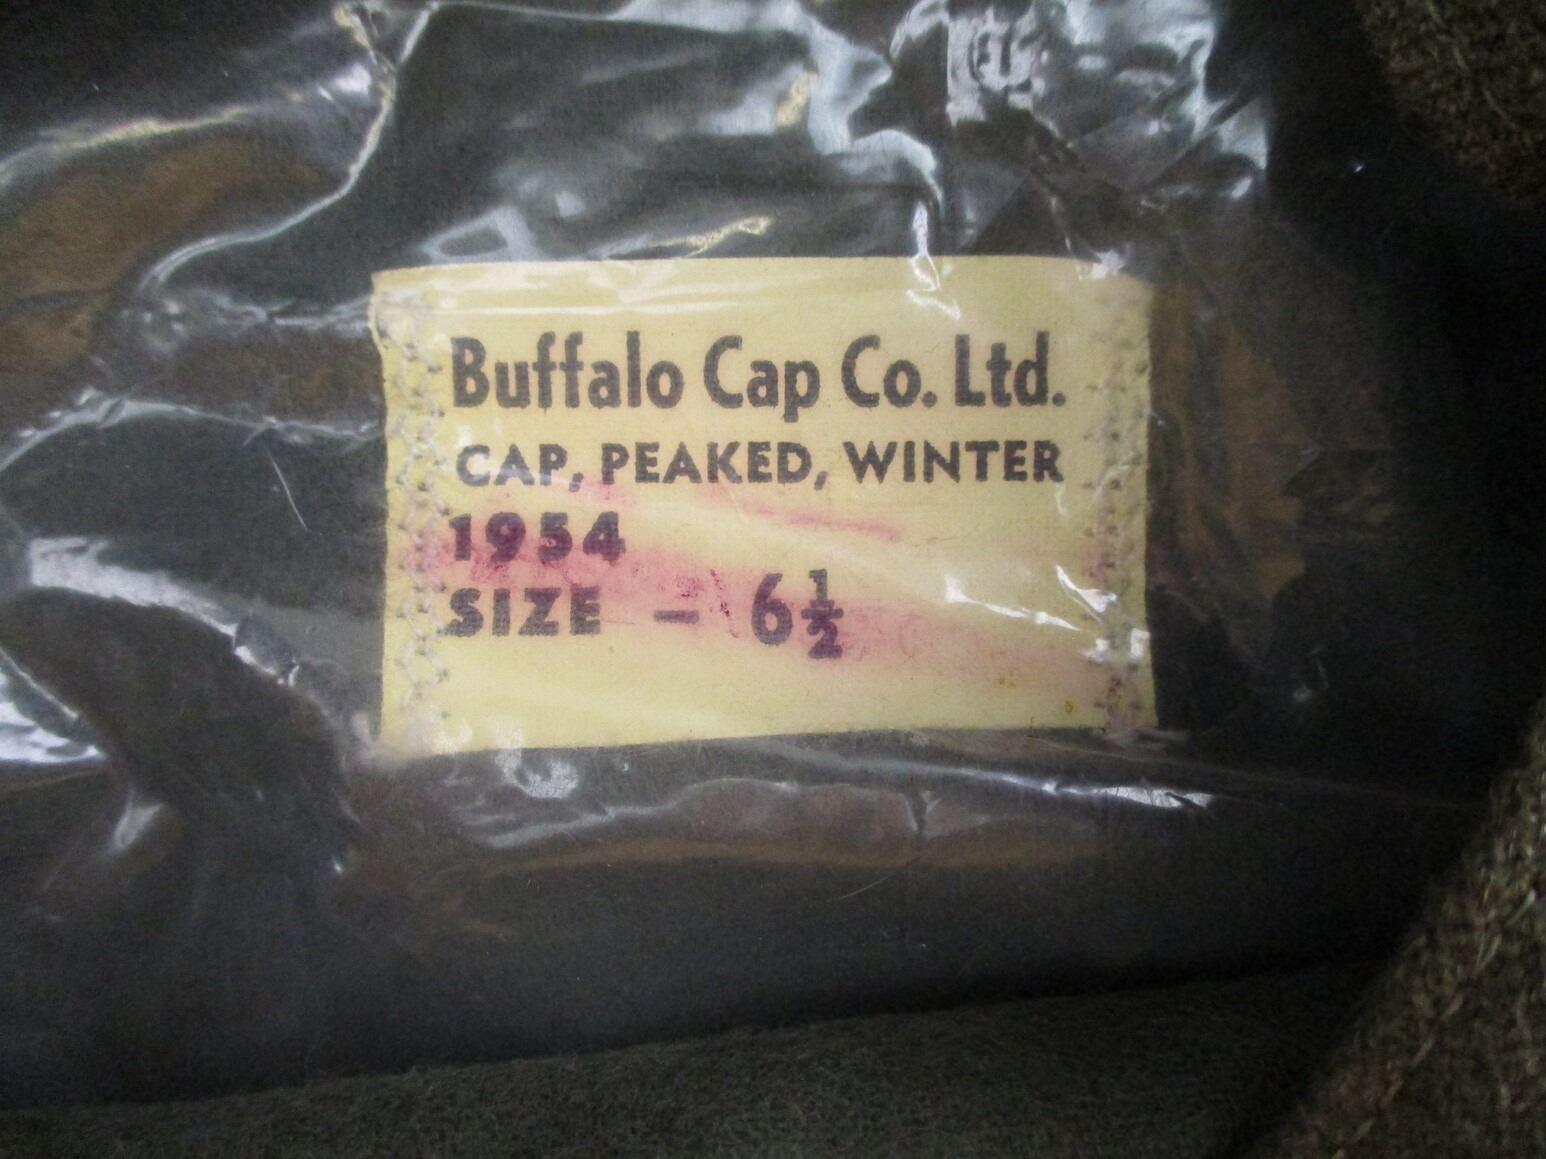 Buffalo Cap Co. Ltd.
CAP, PEAKED, WINTER
1954
SIZE - 6½